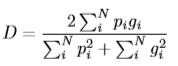 D = \frac{2 \sum_{i}^{N} p_i g_i}{\sum_{i}^{N} p_i^2 + \sum_{i}^{N} g_i^2}